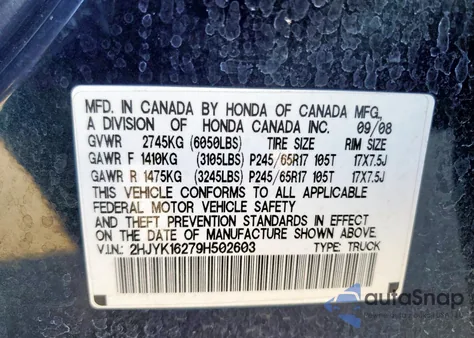 MFD. IN CANADA BY HONDA OF CANADA MFG.,
A DIVISION OF HONDA CANADA INC. 09/08
GVWR 2745KG (6050LBS) TIRE SIZE RIM SIZE
GAWR F 1410KG (3105LBS) P245/65R17 105T 17X7.5J
GAWR R 1475KG (3245LBS) P245/65R17 105T 17X7.5J
THIS VEHICLE CONFORMS TO ALL APPLICABLE
FEDERAL MOTOR VEHICLE SAFETY
AND THEFT PREVENTION STANDARDS IN EFFECT
ON THE DATE OF MANUFACTURE SHOWN ABOVE.
V.I.N.: 2HJYK16279H502603 TYPE: TRUCK
autoSnap